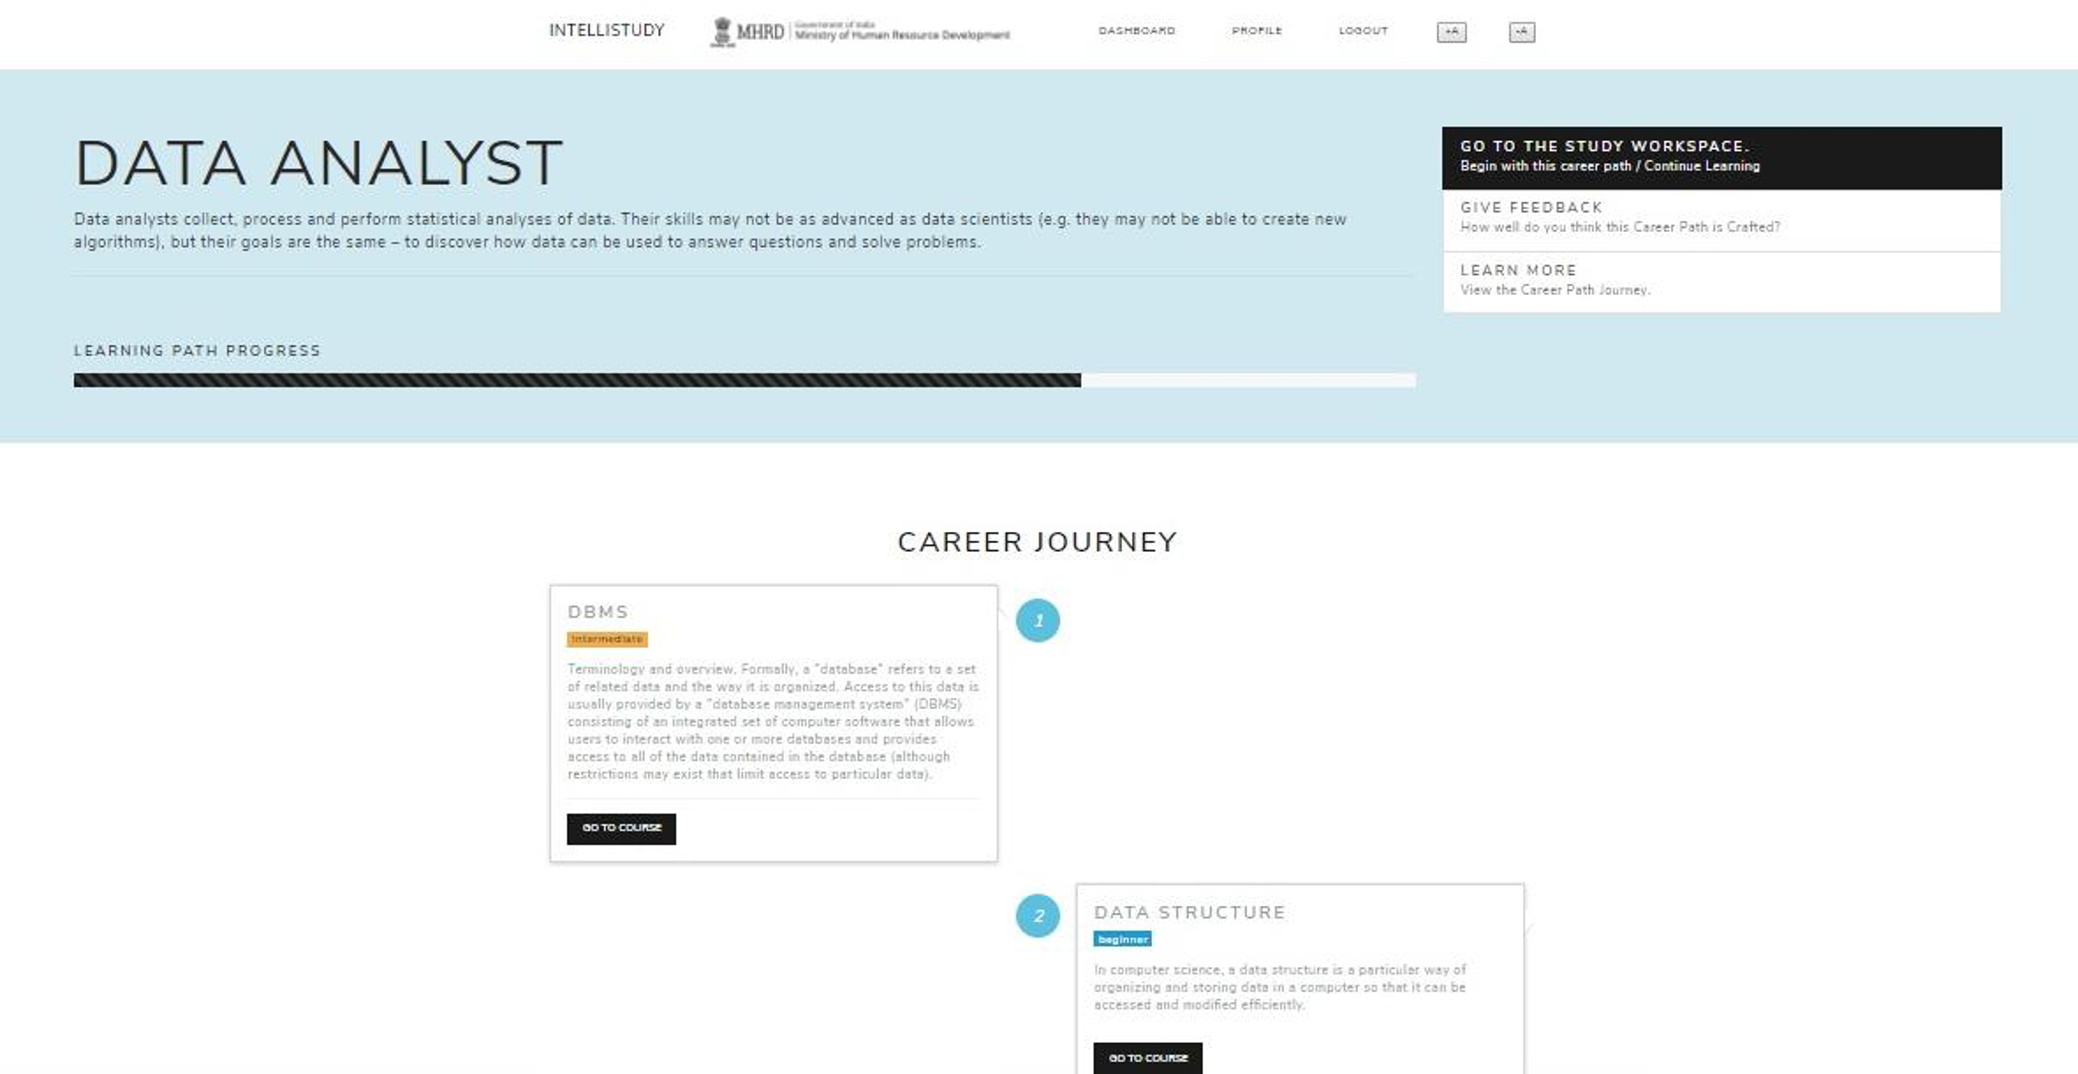 INTELLISTUDY
MHRD
Government of India
Ministry of Human Resource Development
DASHBOARD
PROFILE
LOGOUT
+A
-A
DATA ANALYST
Data analysts collect, process and perform statistical analyses of data. Their skills may not be as advanced as data scientists (e.g. they may not be able to create new
algorithms), but their goals are the same – to discover how data can be used to answer questions and solve problems.
LEARNING PATH PROGRESS
GO TO THE STUDY WORKSPACE.
Begin with this career path / Continue Learning
GIVE FEEDBACK
How well do you think this Career Path is Crafted?
LEARN MORE
View the Career Path Journey.
CAREER JOURNEY
DBMS
intermediate
Terminology and overview. Formally, a "database" refers to a set
of related data and the way it is organized. Access to this data is
usually provided by a "database management system" (DBMS)
consisting of an integrated set of computer software that allows
users to interact with one or more databases and provides
access to all of the data contained in the database (although
restrictions may exist that limit access to particular data).
GO TO COURSE
1
2
DATA STRUCTURE
beginner
In computer science, a data structure is a particular way of
organizing and storing data in a computer so that it can be
accessed and modified efficiently.
GO TO COURSE